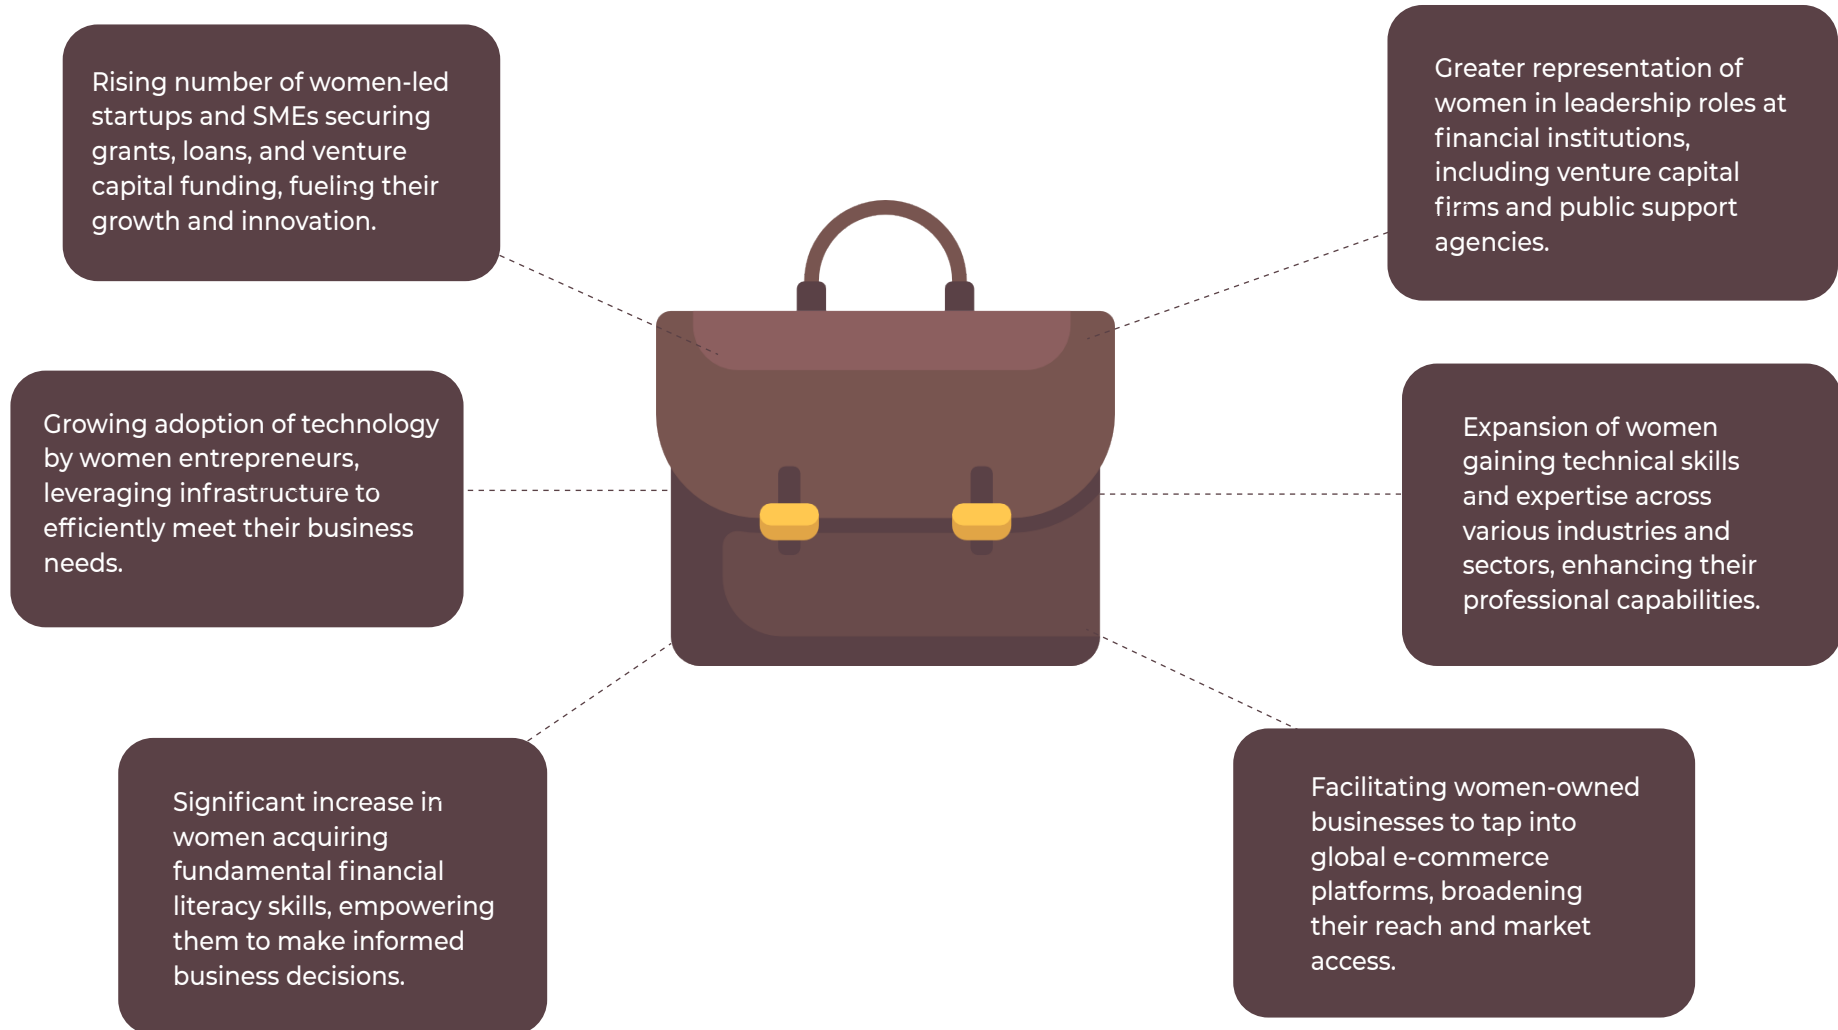 Rising number of women-led
startups and SMEs securing
grants, loans, and venture
capital funding, fueling their
growth and innovation.
Greater representation of
women in leadership roles at
financial institutions,
including venture capital
firms and public support
agencies.
Growing adoption of technology
by women entrepreneurs,
leveraging infrastructure to
efficiently meet their business
needs.
Expansion of women
gaining technical skills
and expertise across
various industries and
sectors, enhancing their
professional capabilities.
Significant increase in
women acquiring
fundamental financial
literacy skills, empowering
them to make informed
business decisions.
Facilitating women-owned
businesses to tap into
global e-commerce
platforms, broadening
their reach and market
access.